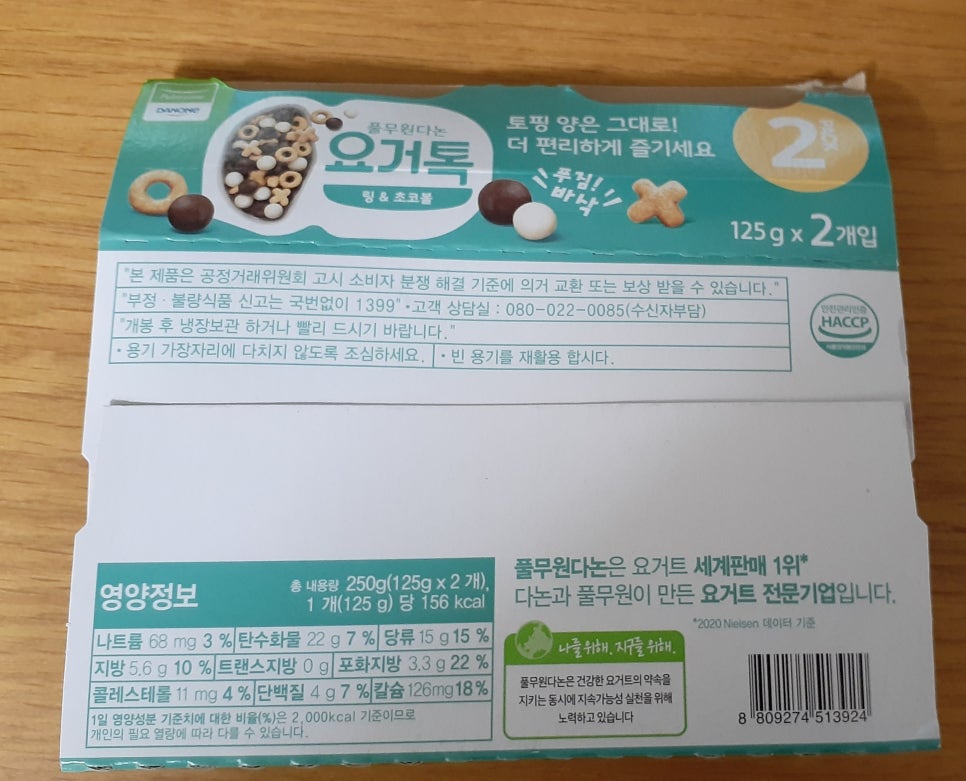 DANONE
풀무원다논
요거톡
링 & 초코볼
토핑 양은 그대로!
더 편리하게 즐기세요
푸짐!
바삭
2
PACK
125 g x 2개입
"본 제품은 공정거래위원회 고시 소비자 분쟁 해결 기준에 의거 교환 또는 보상 받을 수 있습니다."
"부정 · 불량식품 신고는 국번없이 1399" • 고객 상담실 : 080-022-0085(수신자부담)
"개봉 후 냉장보관 하거나 빨리 드시기 바랍니다."
• 용기 가장자리에 다치지 않도록 조심하세요. • 빈 용기를 재활용 합시다.
안전관리인증
HACCP
영양정보
총 내용량 250g(125g x 2 개),
1 개(125 g) 당 156 kcal
나트륨 68 mg 3 % 탄수화물 22 g 7 % 당류 15 g 15 %
지방 5.6 g 10 % 트랜스지방 0 g 포화지방 3.3 g 22 %
콜레스테롤 11 mg 4 % 단백질 4 g 7 % 칼슘 126mg 18%
1일 영양성분 기준치에 대한 비율(%)은 2,000kcal 기준이므로
개인의 필요 열량에 따라 다를 수 있습니다.
풀무원다논은 요거트 세계판매 1위*
다논과 풀무원이 만든 요거트 전문기업입니다.
*2020 Nielsen 데이터 기준
나를 위해, 지구를 위해.
풀무원다논은 건강한 요거트의 약속을
지키는 동시에 지속가능성 실천을 위해
노력하고 있습니다
8 809274 513924